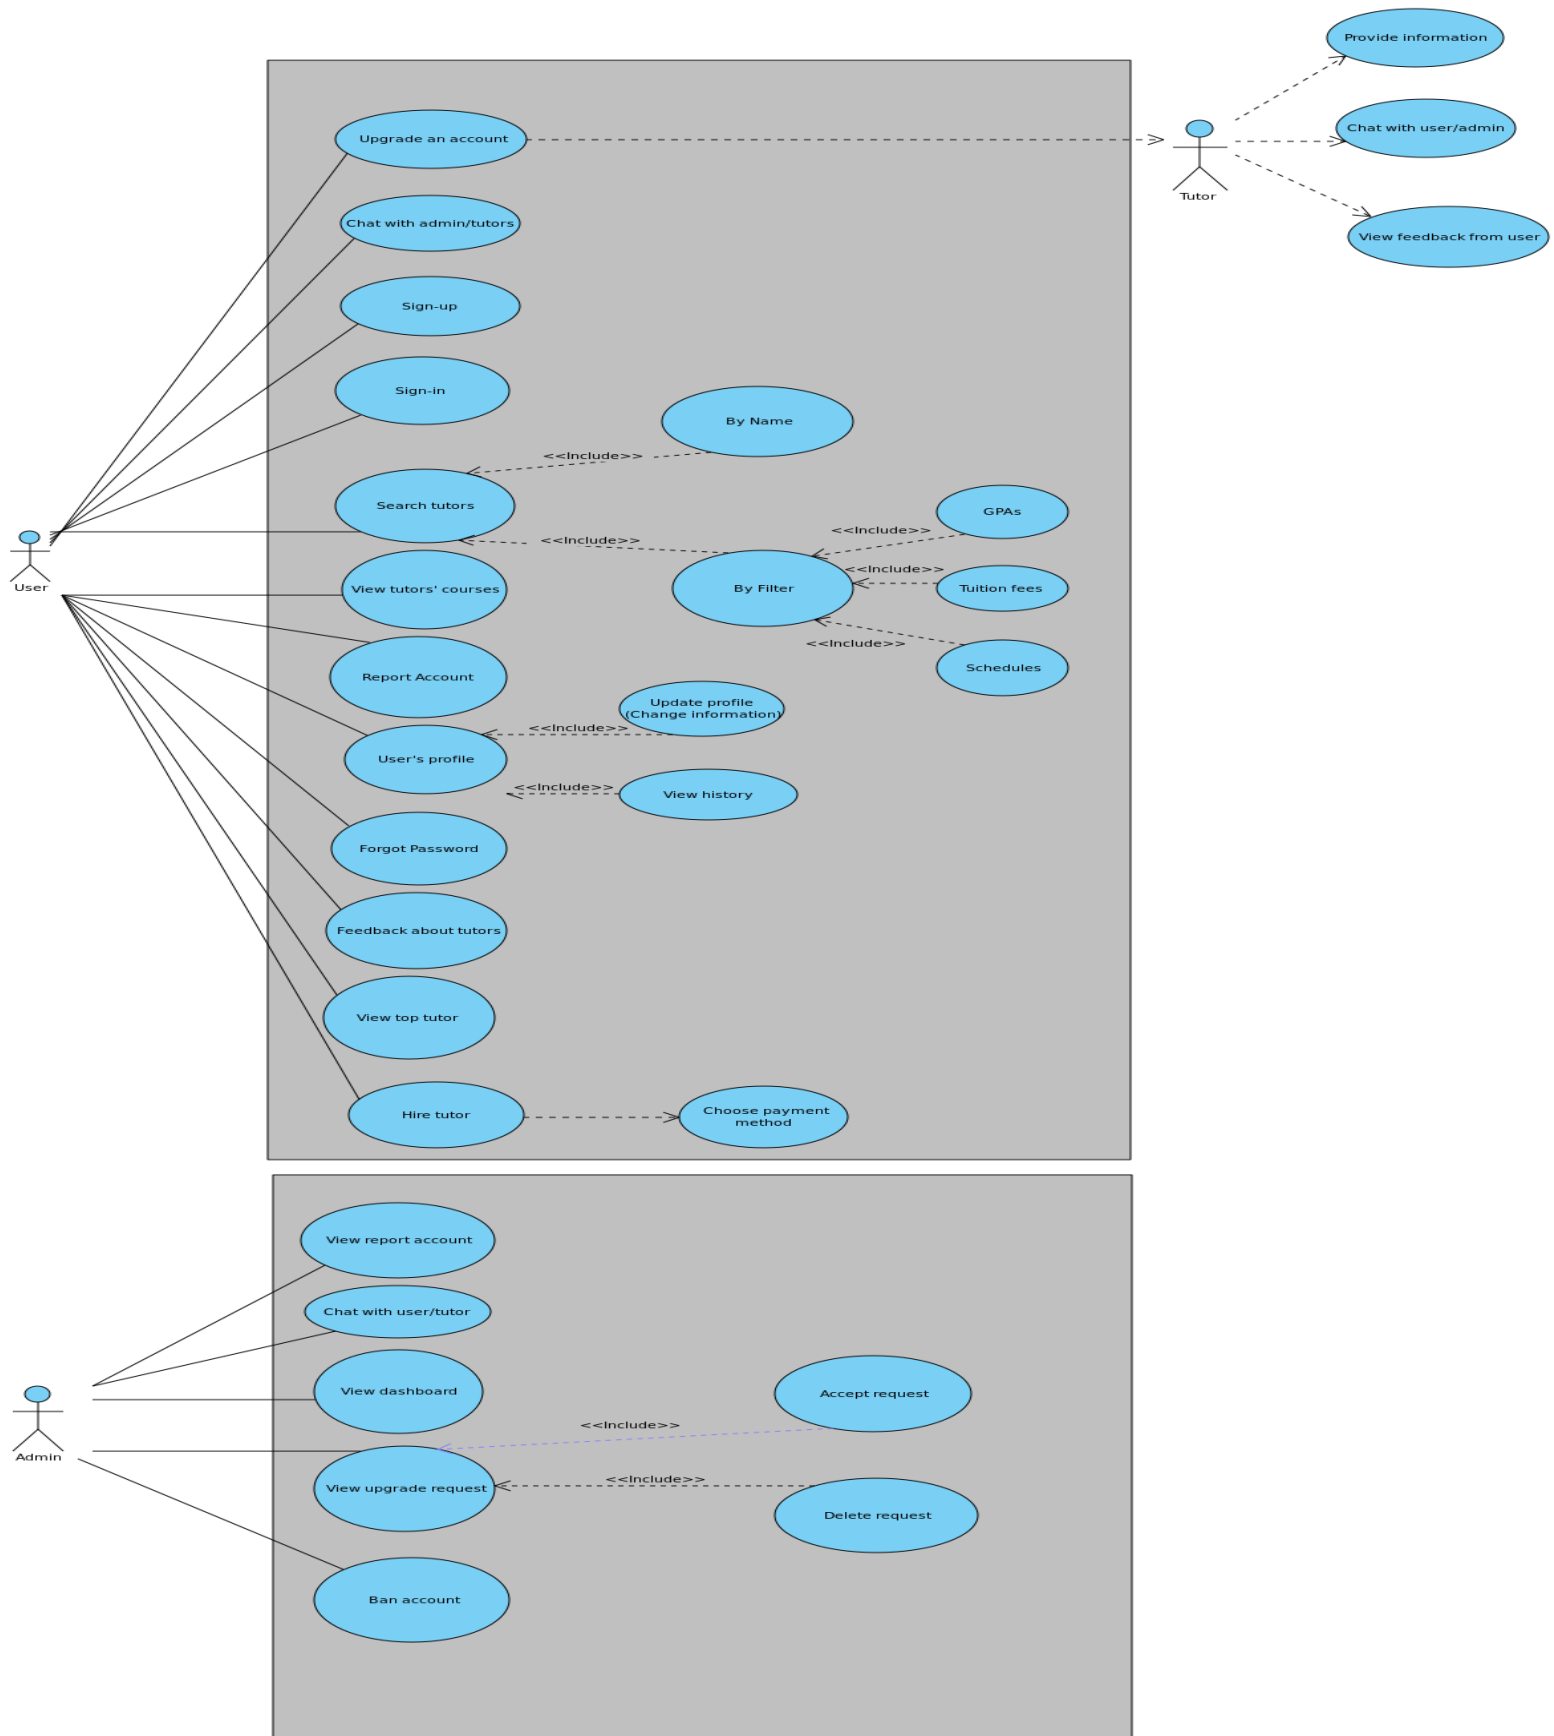 Provide information
Chat with user/admin
Upgrade an account
Tutor
Chat with admin/tutors
View feedback from user
Sign-up
Sign-in
By Name
<<Include>>
Search tutors
GPAs
<<Include>>
<<Include>>
<<Include>>
User
View tutors' courses
By Filter
Tuition fees
<<Include>>
Schedules
Report Account
Update profile
(Change information)
<<Include>>
User's profile
<<Include>>
View history
Forgot Password
Feedback about tutors
View top tutor
Hire tutor
Choose payment
method
View report account
Chat with user/tutor
View dashboard
Accept request
<<Include>>
Admin
<<Include>>
View upgrade request
Delete request
Ban account